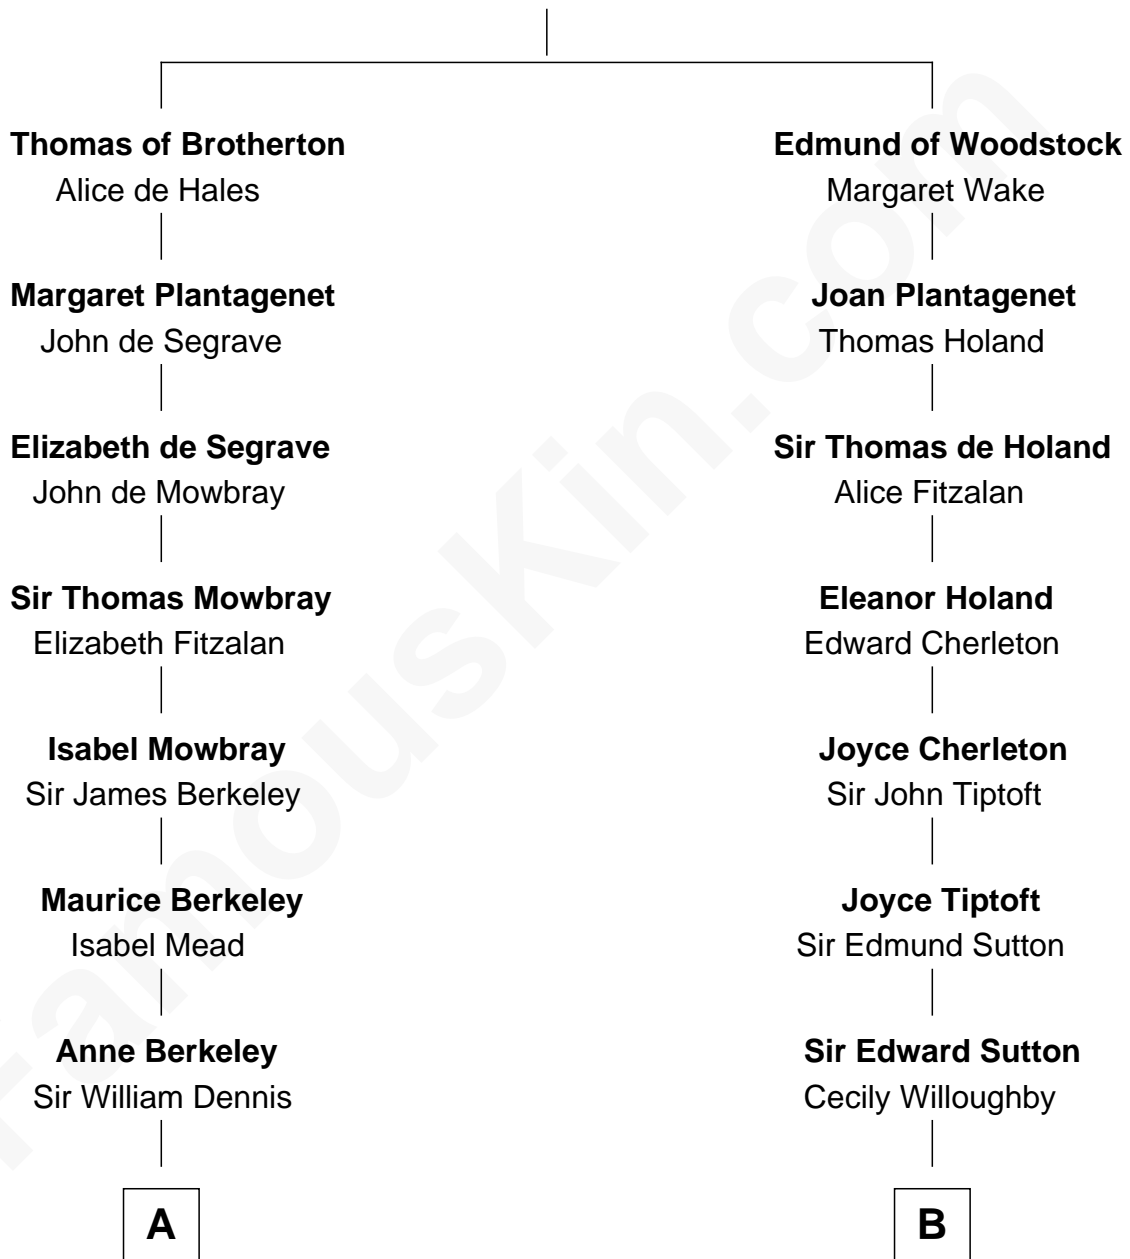 Thomas of Brotherton
Alice de Hales
Margaret Plantagenet
John de Segrave
Elizabeth de Segrave
John de Mowbray
Sir Thomas Mowbray
Elizabeth Fitzalan
Isabel Mowbray
Sir James Berkeley
Maurice Berkeley
Isabel Mead
Anne Berkeley
Sir William Dennis
A
Edmund of Woodstock
Margaret Wake
Joan Plantagenet
Thomas Holand
Sir Thomas de Holand
Alice Fitzalan
Eleanor Holand
Edward Cherleton
Joyce Cherleton
Sir John Tiptoft
Joyce Tiptoft
Sir Edmund Sutton
Sir Edward Sutton
Cecily Willoughby
B
FamousKin.com